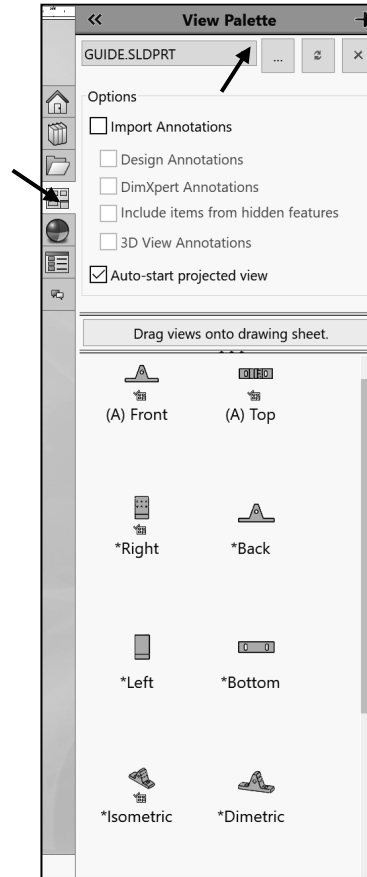 View Palette
GUIDE.SLDPRT
...
Options
Import Annotations
Design Annotations
DimXpert Annotations
Include items from hidden features
3D View Annotations
Auto-start projected view
Drag views onto drawing sheet.
(A) Front (A) Top
*Right *Back
*Left *Bottom
*Isometric *Dimetric